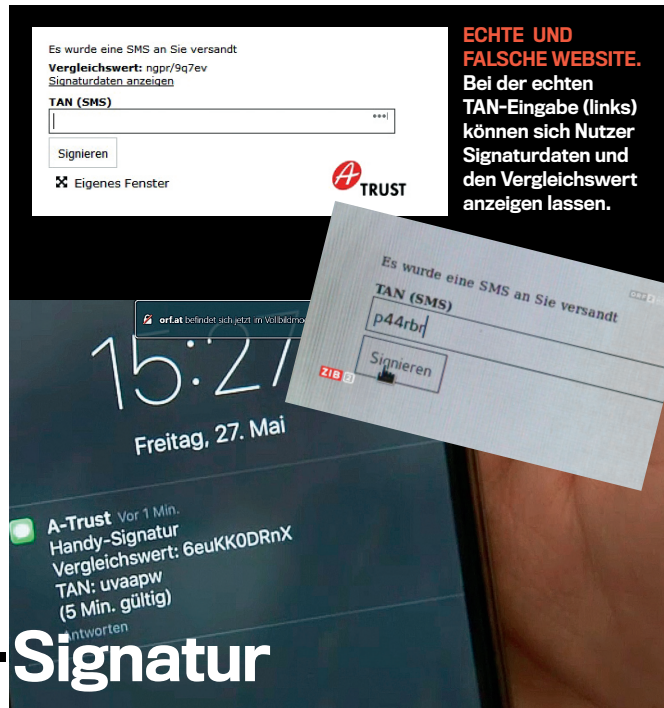 Es wurde eine SMS an Sie versandt
Vergleichswert: ngpr/9q7ev
Signaturdaten anzeigen
TAN (SMS)
Signieren
Eigenes Fenster
A
TRUST
ECHTE UND
FALSCHE WEBSITE.
Bei der echten
TAN-Eingabe (links)
können sich Nutzer
Signaturdaten und
den Vergleichswert
anzeigen lassen.
Es wurde eine SMS an Sie versandt
TAN (SMS)
p44rbr
Signieren
ZIB 2
orf.at befindet sich jetzt im
15:27
Freitag, 27. Mai
A-Trust Vor 1 Min.
Handy-Signatur
Vergleichswert: 6euKK0DRnX
TAN: uvaapw
(5 Min. gültig)
Antworten
Signatur